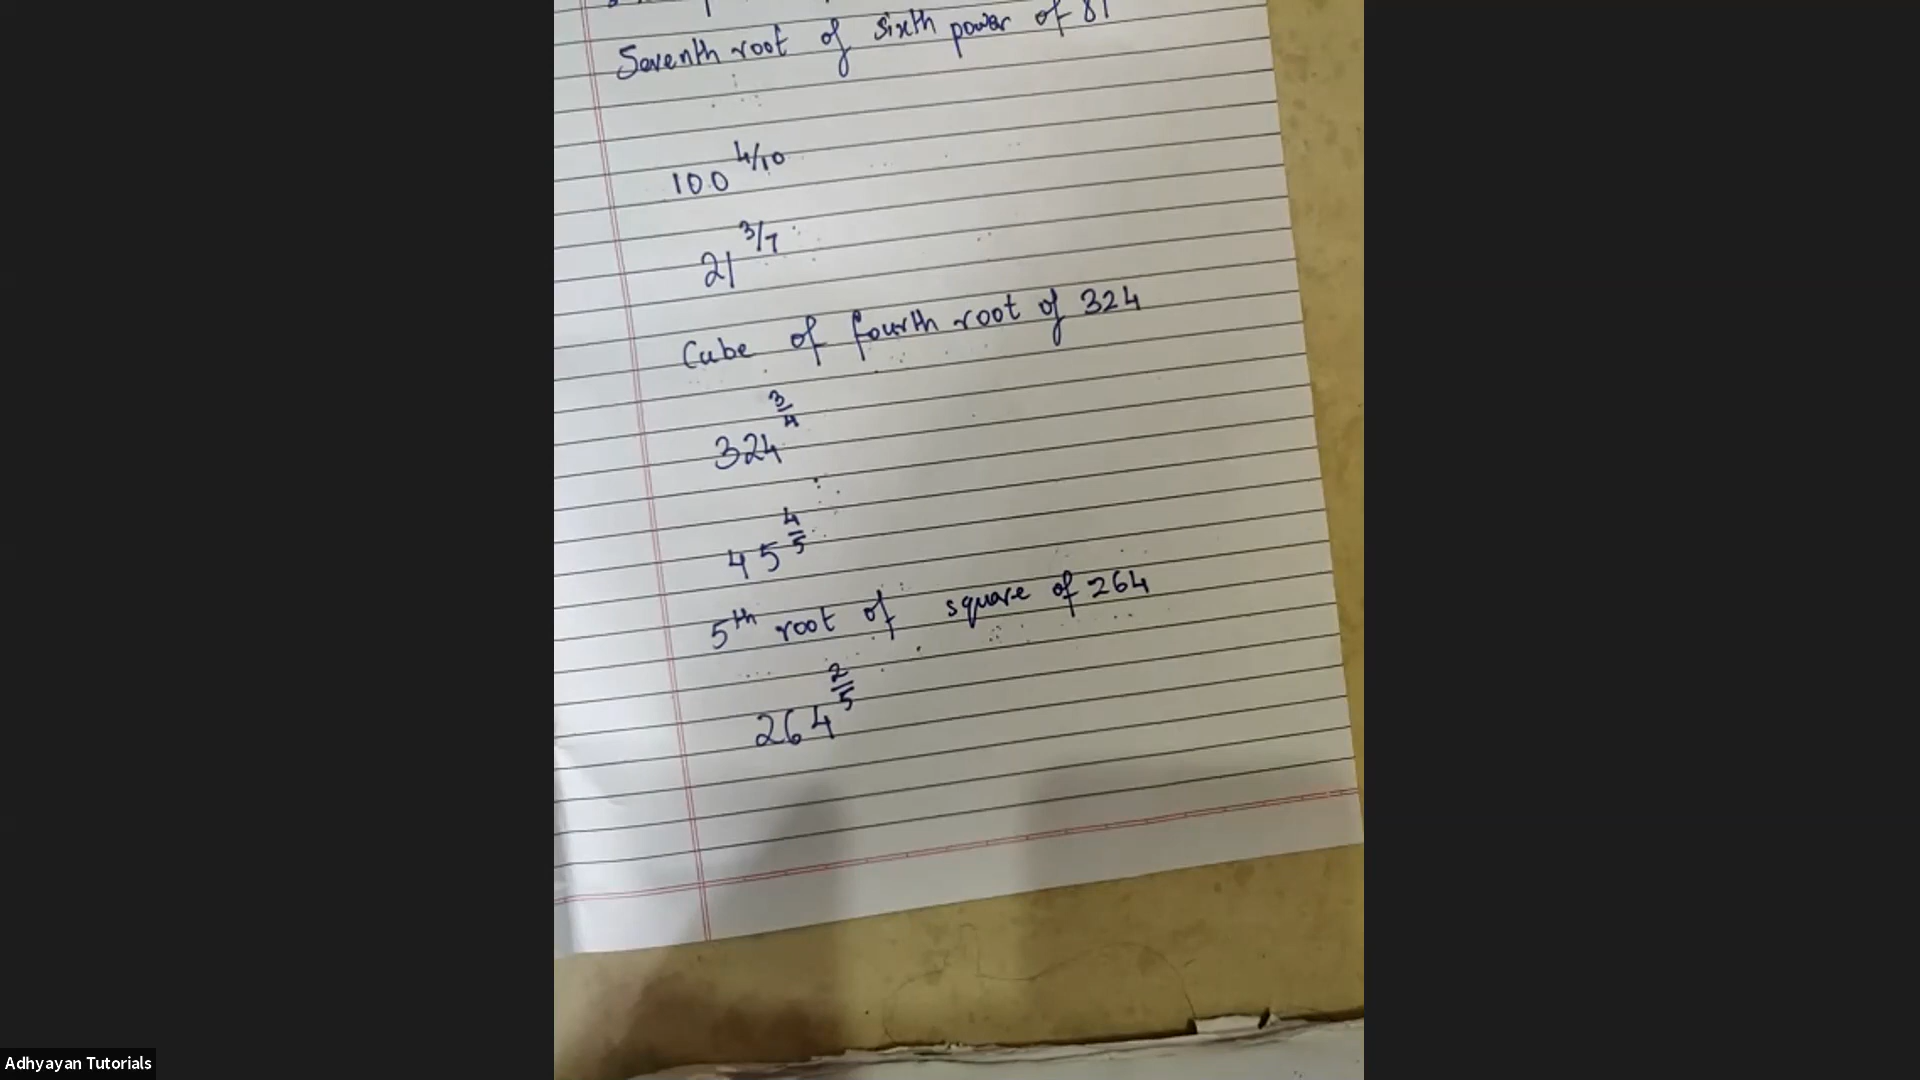 Seventh root of sixth power of 81
100^4/10
21^3/7
Cube of fourth root of 324
324^3/4
45^4/5
5th root of square of 264
264^2/5
Adhyayan Tutorials